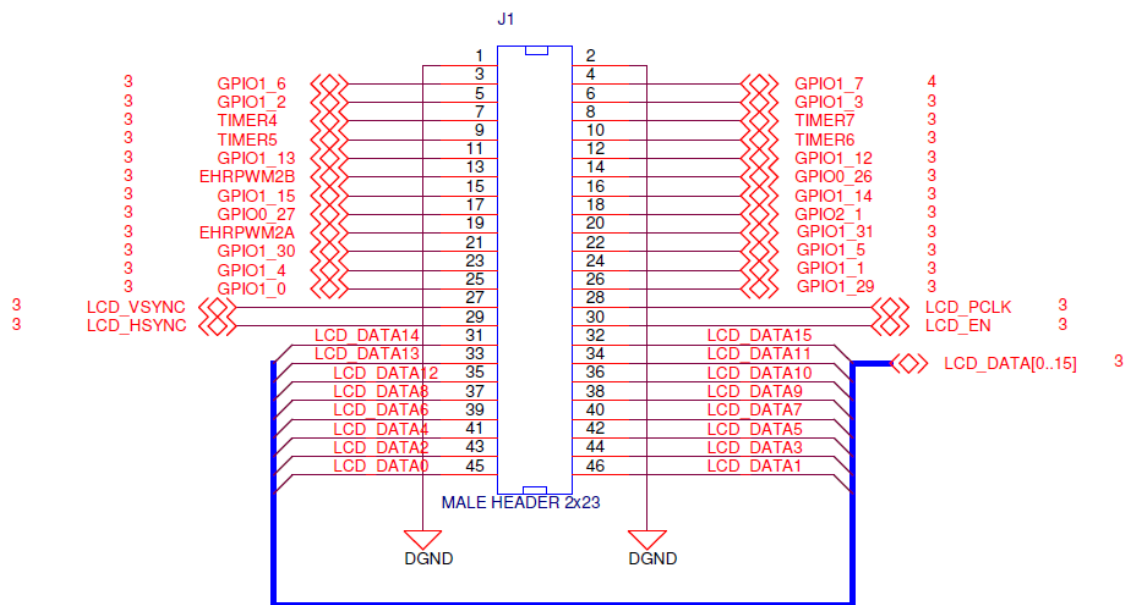 J1
1 2
3 GPIO1_6 3 4 GPIO1_7 4
3 GPIO1_2 5 6 GPIO1_3 3
3 TIMER4 7 8 TIMER7 3
3 TIMER5 9 10 TIMER6 3
3 GPIO1_13 11 12 GPIO1_12 3
3 EHRPWM2B 13 14 GPIO0_26 3
3 GPIO1_15 15 16 GPIO1_14 3
3 GPIO0_27 17 18 GPIO2_1 3
3 EHRPWM2A 19 20 GPIO1_31 3
3 GPIO1_30 21 22 GPIO1_5 3
3 GPIO1_4 23 24 GPIO1_1 3
3 GPIO1_0 25 26 GPIO1_29 3
3 LCD_VSYNC 27 28 LCD_PCLK 3
3 LCD_HSYNC 29 30 LCD_EN 3
LCD_DATA14 31 32 LCD_DATA15
LCD_DATA13 33 34 LCD_DATA11
LCD_DATA[0..15] 3
LCD_DATA12 35 36 LCD_DATA10
LCD_DATA8 37 38 LCD_DATA9
LCD_DATA6 39 40 LCD_DATA7
LCD_DATA4 41 42 LCD_DATA5
LCD_DATA2 43 44 LCD_DATA3
LCD_DATA0 45 46 LCD_DATA1
MALE HEADER 2x23
DGND DGND